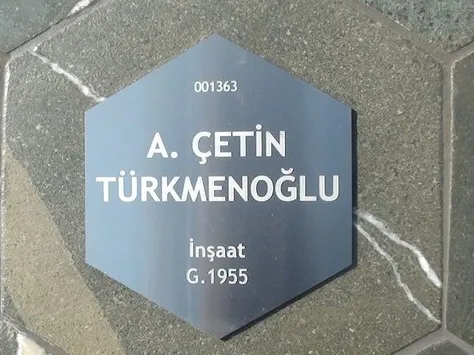 001363
A. ÇETİN
TÜRKMENOĞLU
İnşaat
G.1955